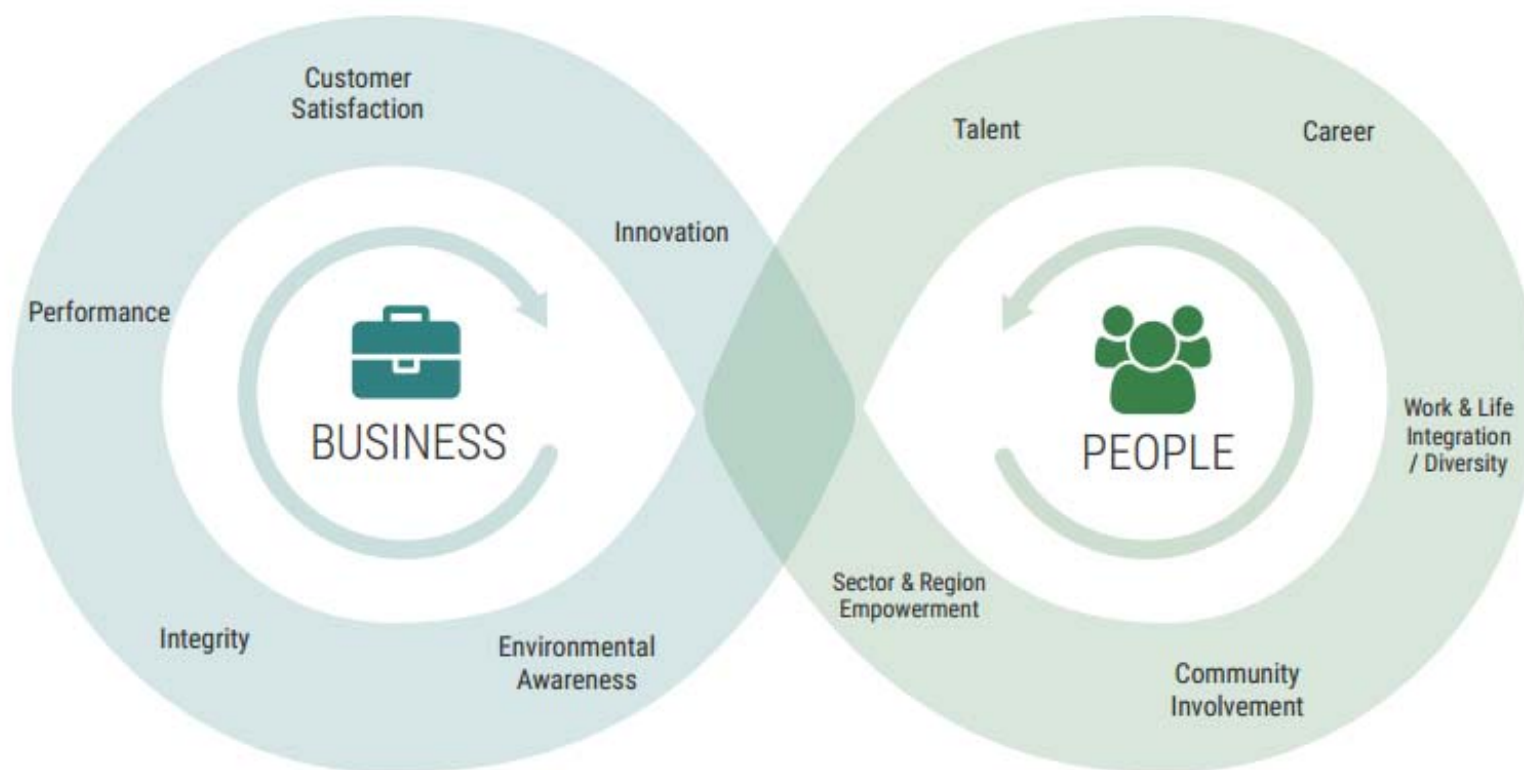 Customer
Satisfaction
Innovation
Performance
BUSINESS
Integrity
Environmental
Awareness
Talent
Career
Work & Life
Integration
/ Diversity
PEOPLE
Sector & Region
Empowerment
Community
Involvement